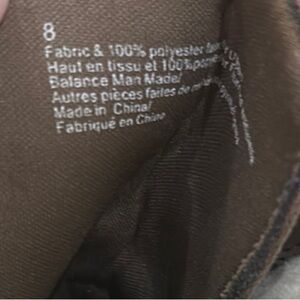 8
Fabric & 100% polyester
Haut en tissu et 100%
Balance Man Made/
Autres pièces faites de
Made in China/
Fabriqué en Chine